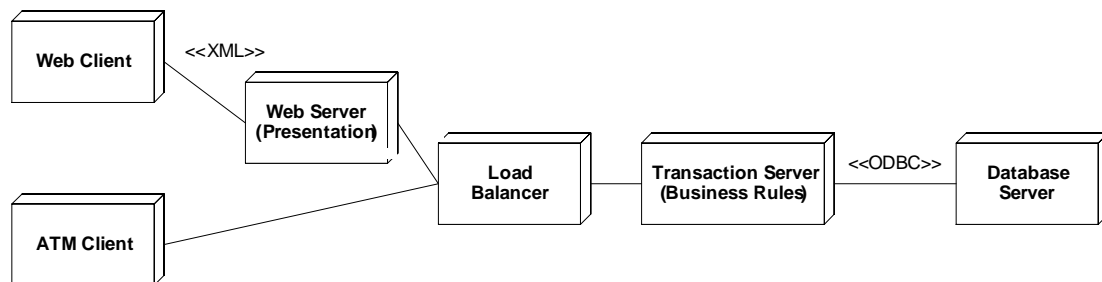 Web Client
<<XML>>
Web Server
(Presentation)
Load
Balancer
Transaction Server
(Business Rules)
<<ODBC>>
Database
Server
ATM Client